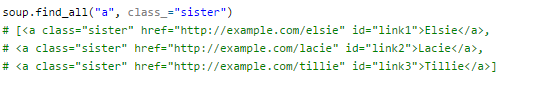 soup.find_all("a", class_="sister")
# [<a class="sister" href="http://example.com/elsie" id="link1">Elsie</a>,
# <a class="sister" href="http://example.com/lacie" id="link2">Lacie</a>,
# <a class="sister" href="http://example.com/tillie" id="link3">Tillie</a>]